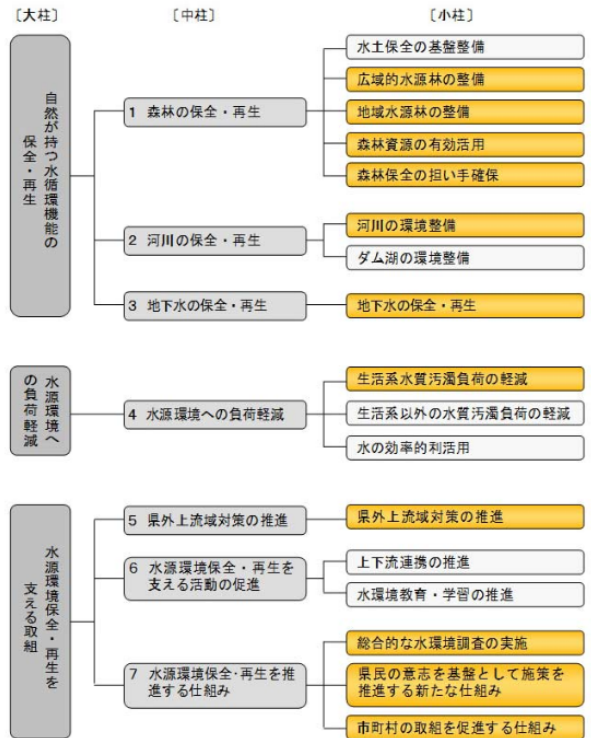 〔大柱〕
〔中柱〕
〔小柱〕
自然が持つ水循環機能の
保全・再生
1 森林の保全・再生
水土保全の基盤整備
広域的水源林の整備
地域水源林の整備
森林資源の有効活用
森林保全の担い手確保
2 河川の保全・再生
河川の環境整備
ダム湖の環境整備
3 地下水の保全・再生
地下水の保全・再生
水源環境へ
の負荷軽減
4 水源環境への負荷軽減
生活系水質汚濁負荷の軽減
生活系以外の水質汚濁負荷の軽減
水の効率的利活用
水源環境保全・再生を
支える取組
5 県外上流域対策の推進
県外上流域対策の推進
6 水源環境保全・再生を
支える活動の促進
上下流連携の推進
水環境教育・学習の推進
7 水源環境保全・再生を推
進する仕組み
総合的な水環境調査の実施
県民の意志を基盤として施策を
推進する新たな仕組み
市町村の取組を促進する仕組み